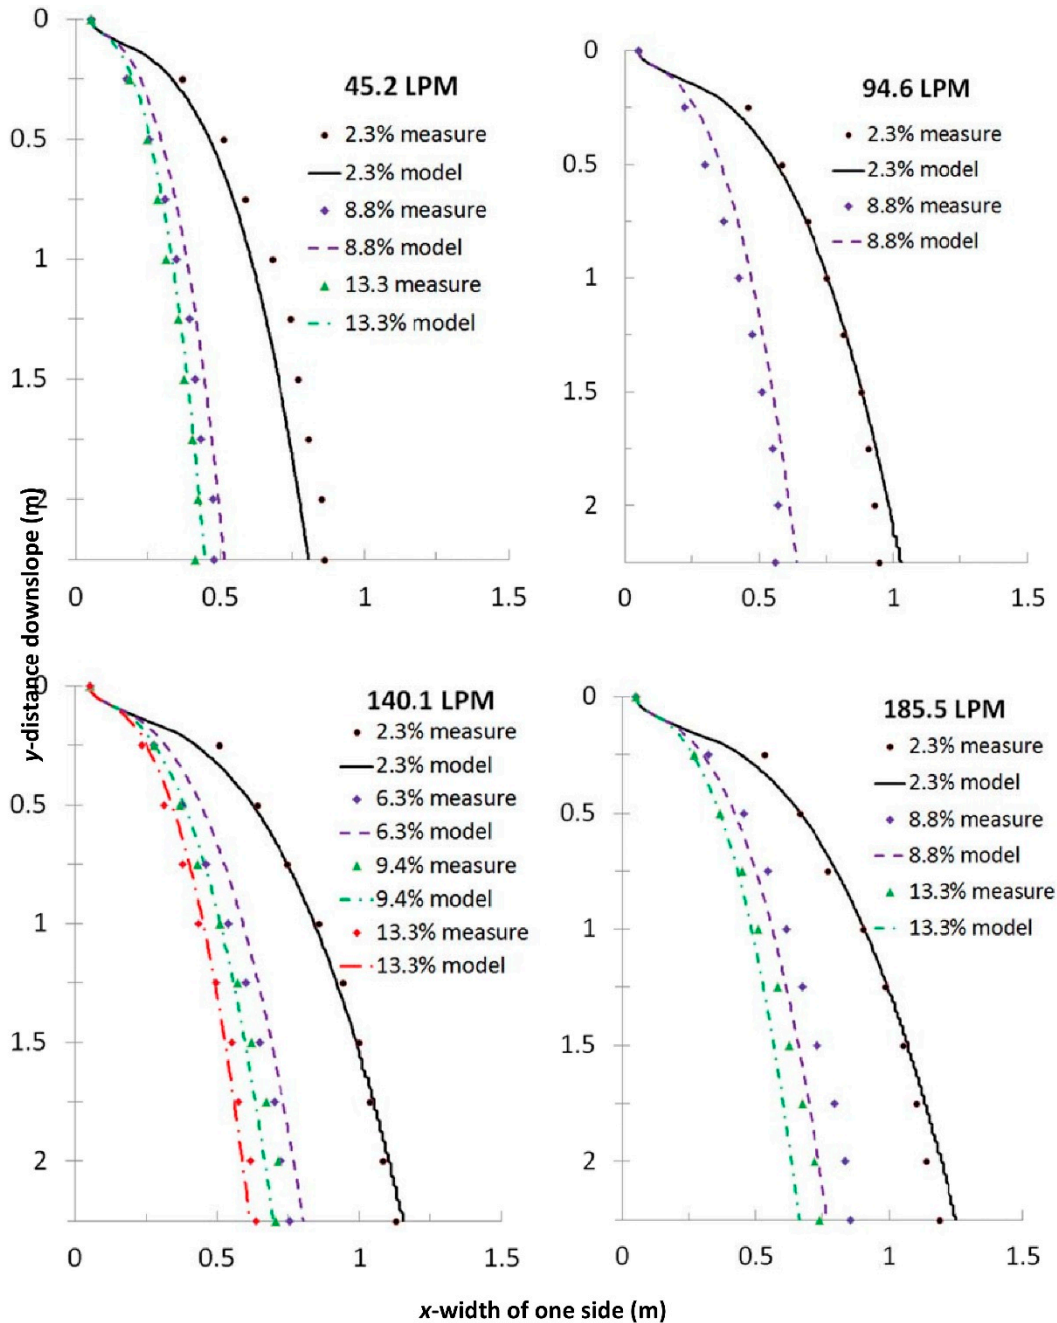 45.2 LPM
2.3% measure
2.3% model
8.8% measure
8.8% model
13.3 measure
13.3% model
0
0.5
1
1.5
2
0
0.5
1
1.5
94.6 LPM
2.3% measure
2.3% model
8.8% measure
8.8% model
0
0.5
1
1.5
2
0
0.5
1
1.5
y-distance downslope (m)
140.1 LPM
2.3% measure
2.3% model
6.3% measure
6.3% model
9.4% measure
9.4% model
13.3% measure
13.3% model
0
0.5
1
1.5
2
0
0.5
1
1.5
185.5 LPM
2.3% measure
2.3% model
8.8% measure
8.8% model
13.3% measure
13.3% model
0
0.5
1
1.5
2
0
0.5
1
1.5
x-width of one side (m)